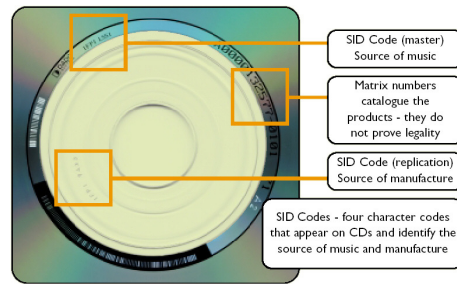 SID Code (master)
Source of music
Matrix numbers
catalogue the
products - they do
not prove legality
SID Code (replication)
Source of manufacture
SID Codes - four character codes
that appear on CDs and identify the
source of music and manufacture